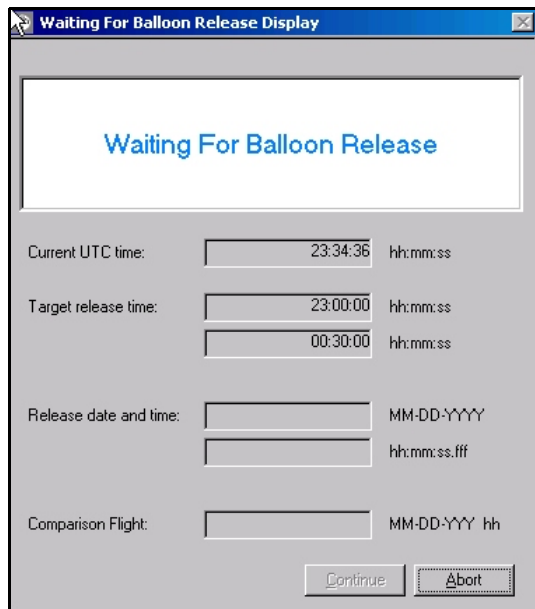 Waiting For Balloon Release Display
Waiting For Balloon Release
Current UTC time: 23:34:36 hh:mm:ss
Target release time: 23:00:00 hh:mm:ss
00:30:00 hh:mm:ss
Release date and time: MM-DD-YYYY
hh:mm:ss.fff
Comparison Flight: MM-DD-YYY hh
Continue Abort